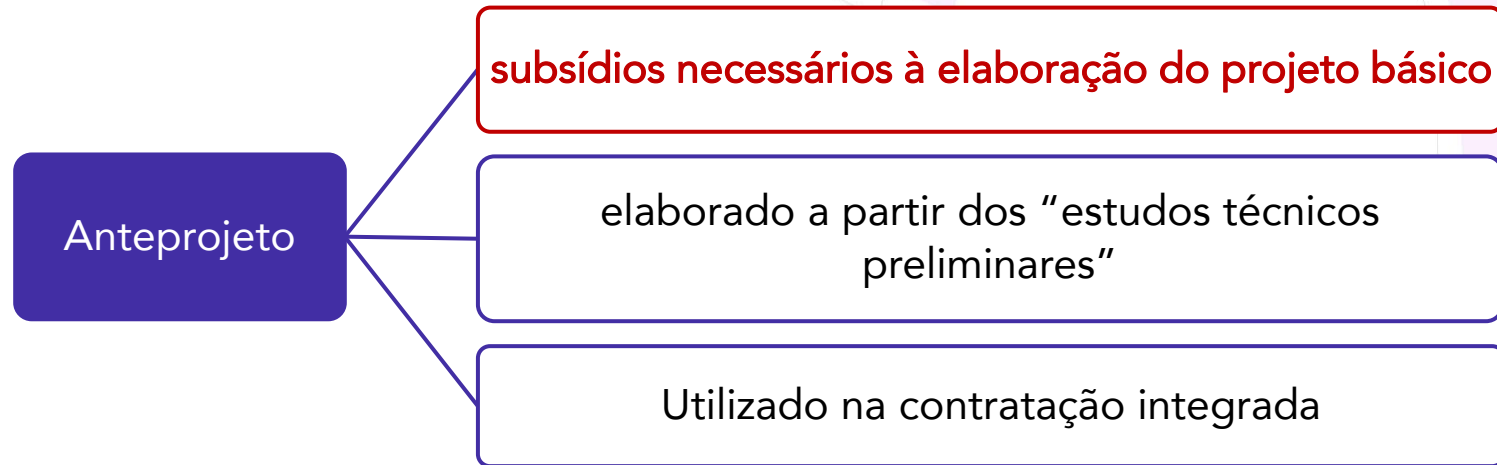 subsídios necessários à elaboração do projeto básico
Anteprojeto
elaborado a partir dos “estudos técnicos
preliminares”
Utilizado na contratação integrada